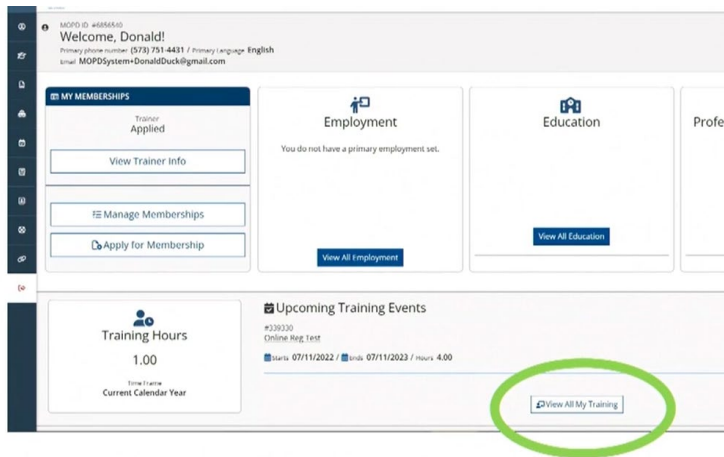 MOPD ID #6856540
Welcome, Donald!
Primary phone number (573) 751-4431 / Primary Language English
Email MOPDSystem+DonaldDuck@gmail.com
MY MEMBERSHIPS
Trainer
Applied
View Trainer Info
Manage Memberships
Apply for Membership
Employment
You do not have a primary employment set.
View All Employment
Education
View All Education
Profe
Training Hours
1.00
Time Frame
Current Calendar Year
Upcoming Training Events
#339330
Online Reg Test
Starts 07/11/2022 / Ends 07/11/2023 / Hours 4.00
View All My Training